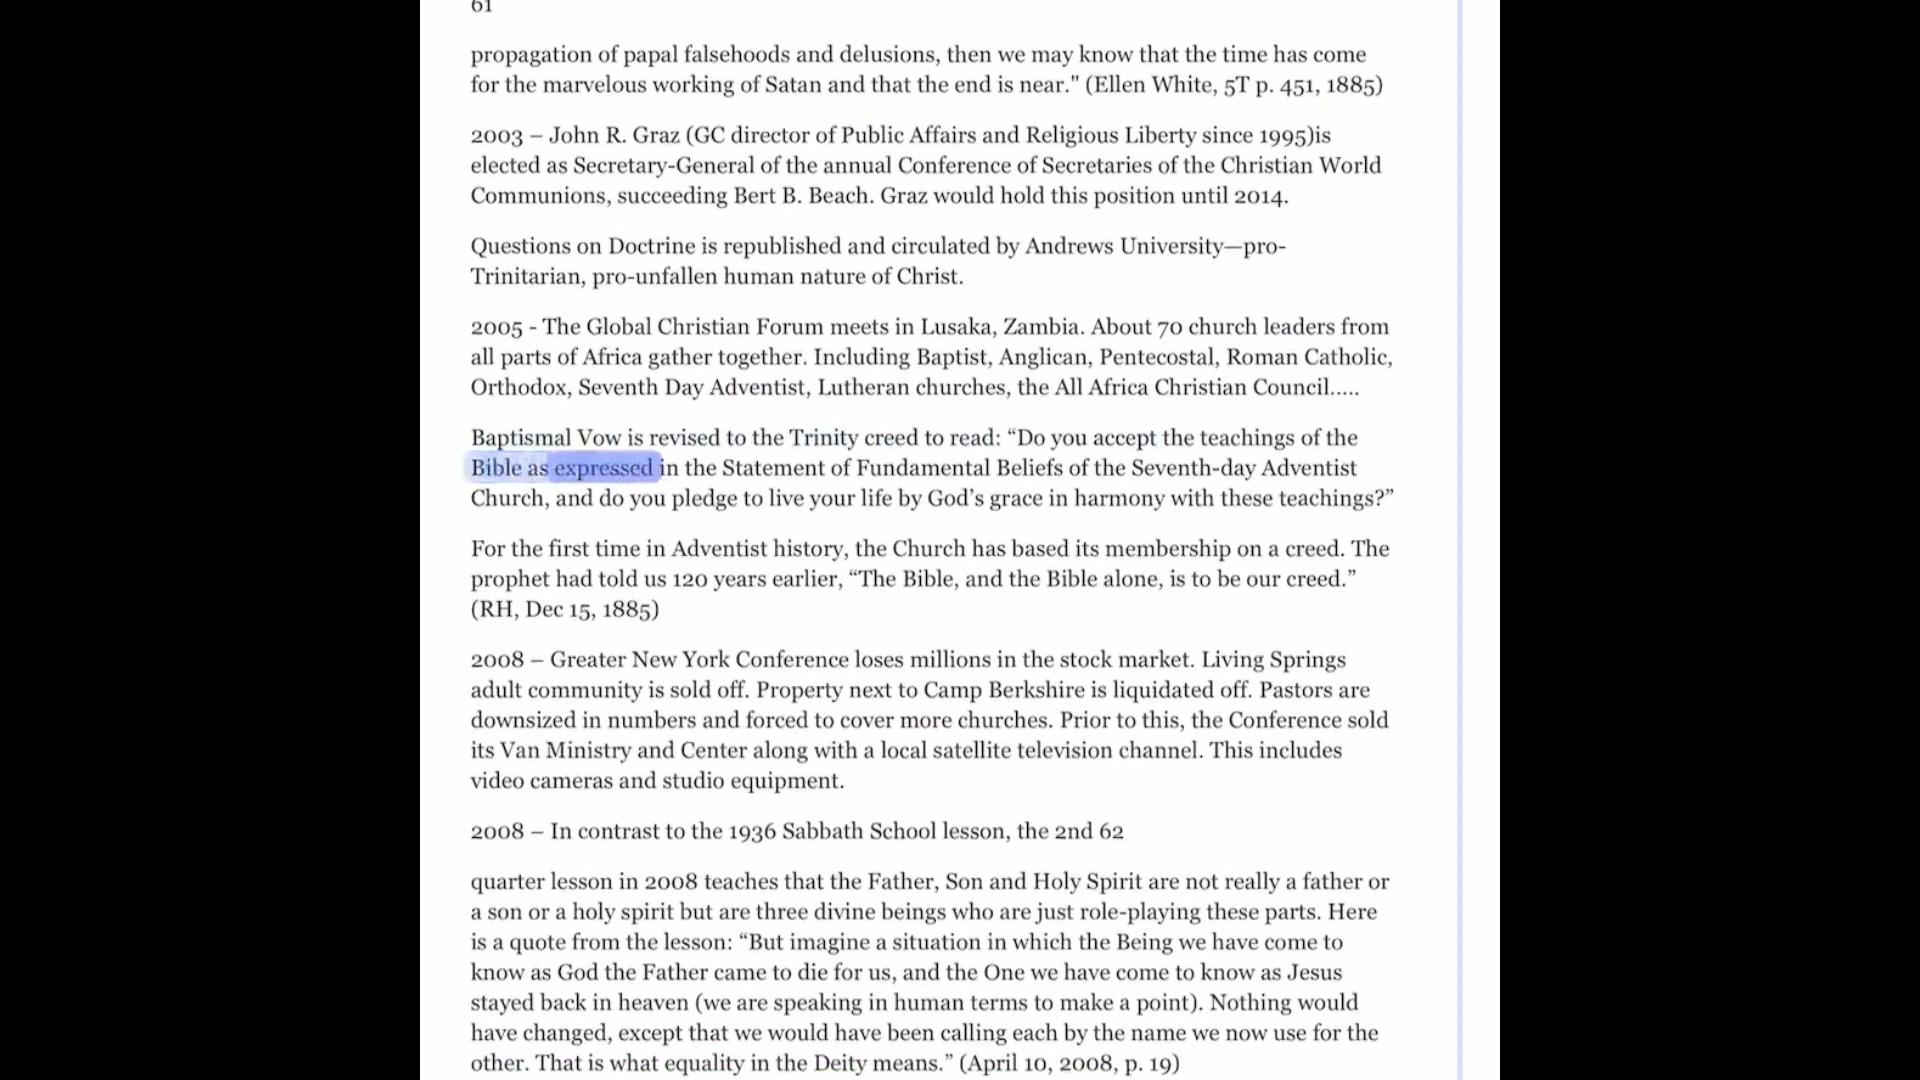 61
propagation of papal falsehoods and delusions, then we may know that the time has come
for the marvelous working of Satan and that the end is near." (Ellen White, 5T p. 451, 1885)
2003 – John R. Graz (GC director of Public Affairs and Religious Liberty since 1995)is
elected as Secretary-General of the annual Conference of Secretaries of the Christian World
Communions, succeeding Bert B. Beach. Graz would hold this position until 2014.
Questions on Doctrine is republished and circulated by Andrews University—pro-
Trinitarian, pro-unfallen human nature of Christ.
2005 - The Global Christian Forum meets in Lusaka, Zambia. About 70 church leaders from
all parts of Africa gather together. Including Baptist, Anglican, Pentecostal, Roman Catholic,
Orthodox, Seventh Day Adventist, Lutheran churches, the All Africa Christian Council.....
Baptismal Vow is revised to the Trinity creed to read: “Do you accept the teachings of the
Bible as expressed in the Statement of Fundamental Beliefs of the Seventh-day Adventist
Church, and do you pledge to live your life by God’s grace in harmony with these teachings?”
For the first time in Adventist history, the Church has based its membership on a creed. The
prophet had told us 120 years earlier, “The Bible, and the Bible alone, is to be our creed.”
(RH, Dec 15, 1885)
2008 – Greater New York Conference loses millions in the stock market. Living Springs
adult community is sold off. Property next to Camp Berkshire is liquidated off. Pastors are
downsized in numbers and forced to cover more churches. Prior to this, the Conference sold
its Van Ministry and Center along with a local satellite television channel. This includes
video cameras and studio equipment.
2008 – In contrast to the 1936 Sabbath School lesson, the 2nd 62
quarter lesson in 2008 teaches that the Father, Son and Holy Spirit are not really a father or
a son or a holy spirit but are three divine beings who are just role-playing these parts. Here
is a quote from the lesson: “But imagine a situation in which the Being we have come to
know as God the Father came to die for us, and the One we have come to know as Jesus
stayed back in heaven (we are speaking in human terms to make a point). Nothing would
have changed, except that we would have been calling each by the name we now use for the
other. That is what equality in the Deity means.” (April 10, 2008, p. 19)